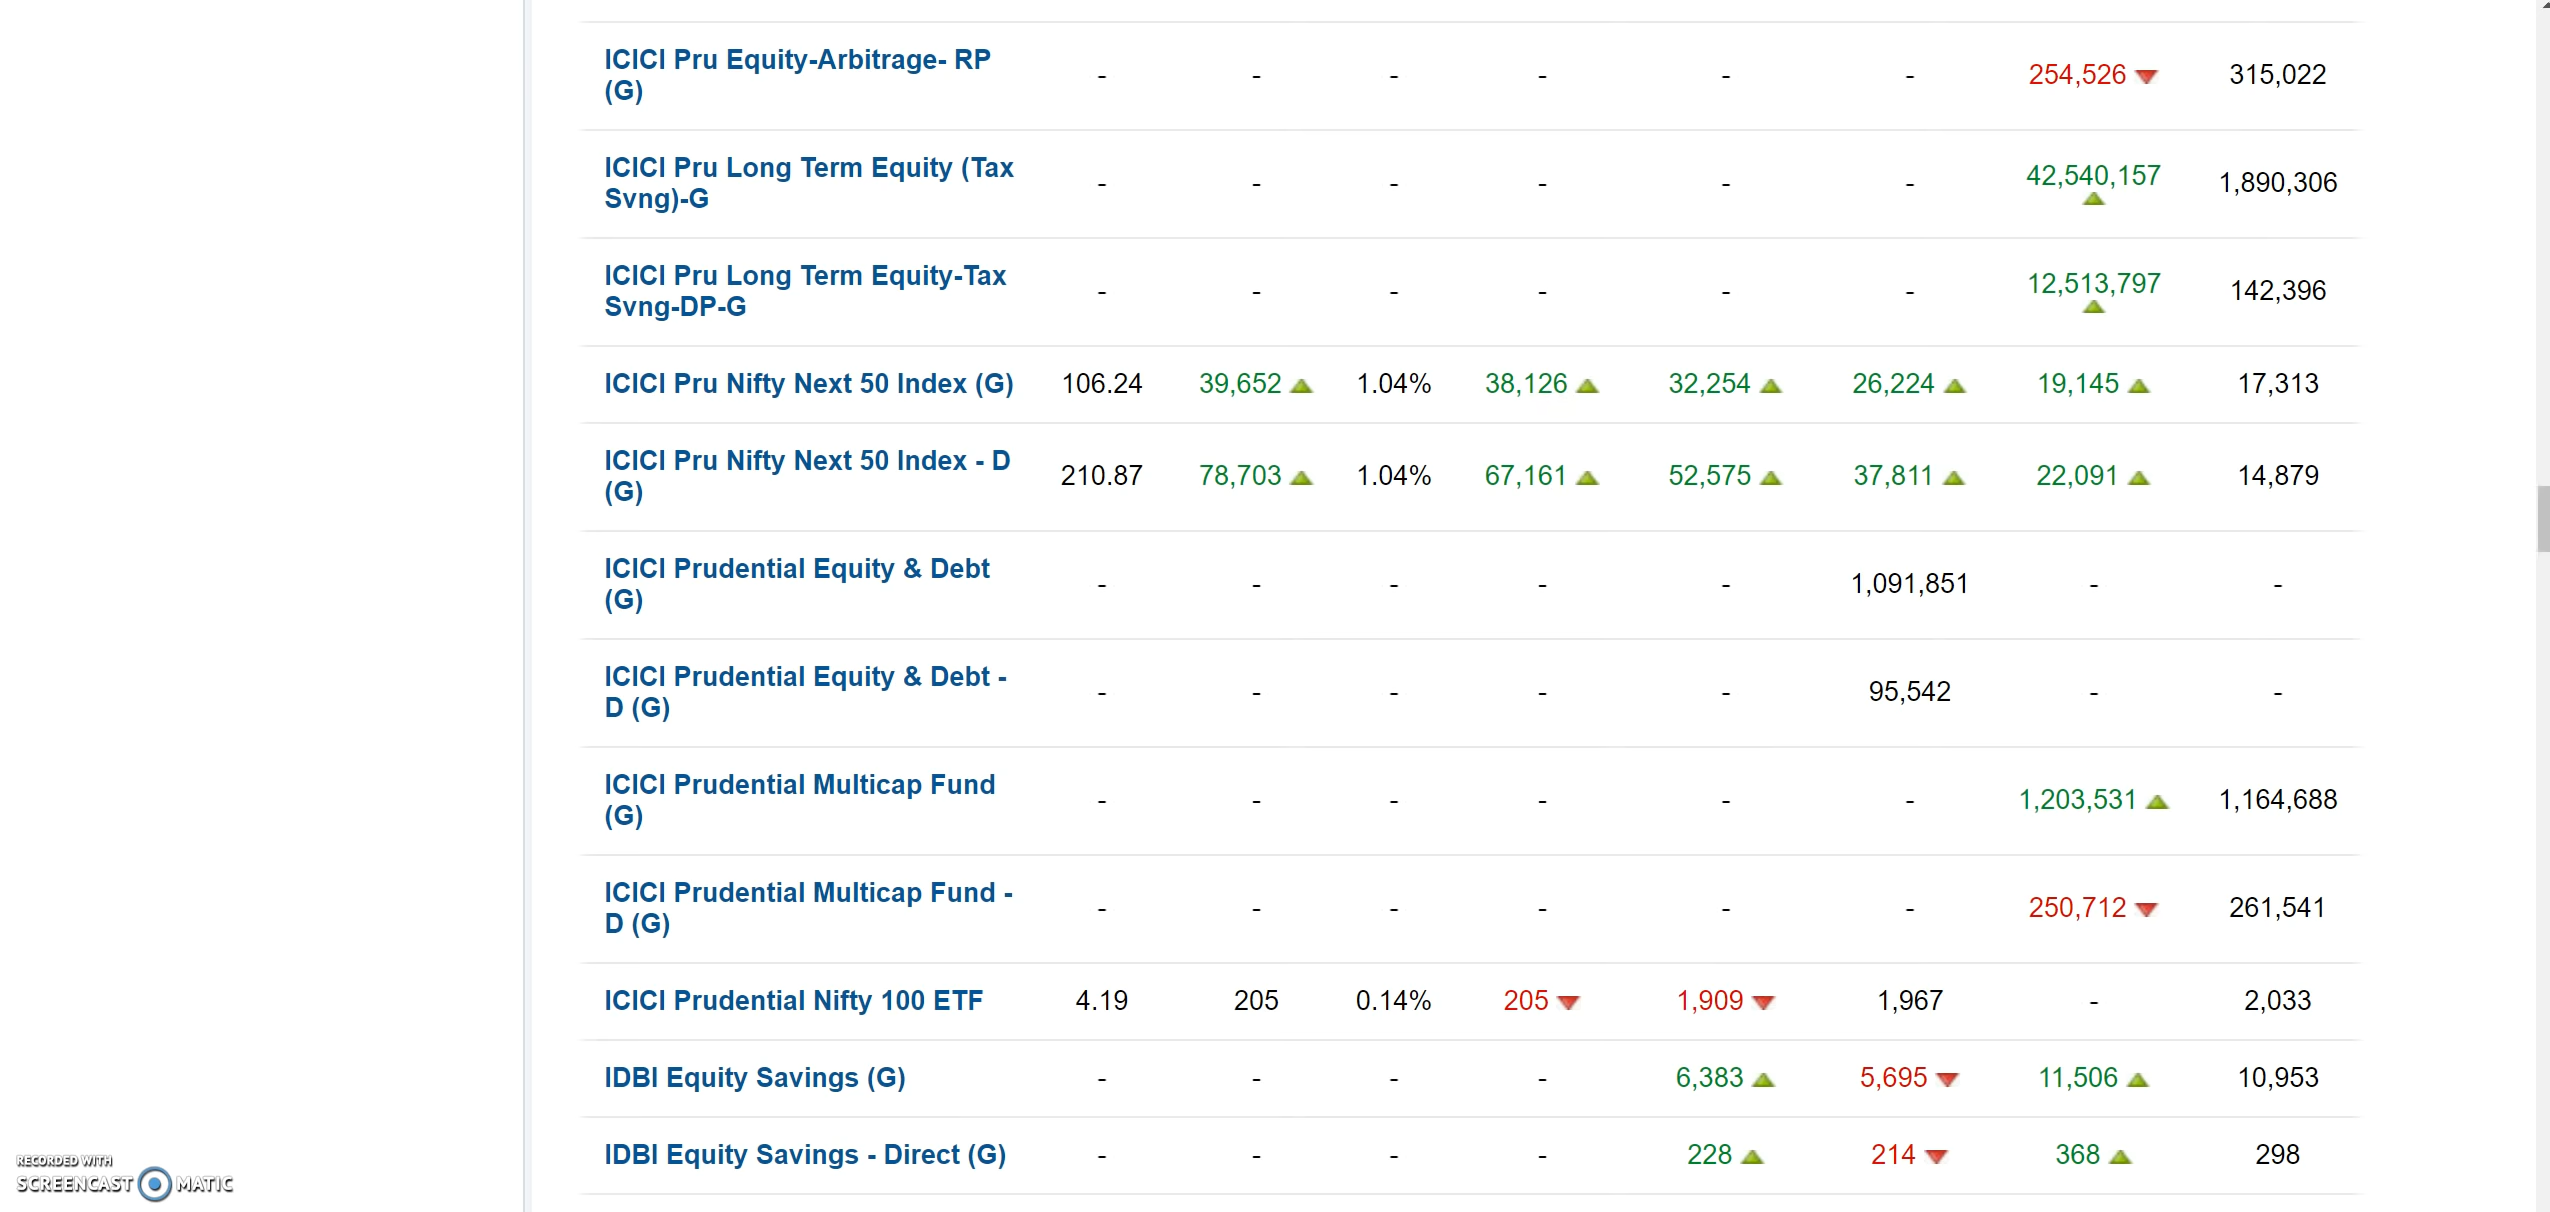 ICICI Pru Equity-Arbitrage- RP
(G) - - - - - - 254,526 315,022
ICICI Pru Long Term Equity (Tax
Svng)-G - - - - - - 42,540,157 1,890,306
ICICI Pru Long Term Equity-Tax
Svng-DP-G - - - - - - 12,513,797 142,396
ICICI Pru Nifty Next 50 Index (G) 106.24 39,652 1.04% 38,126 32,254 26,224 19,145 17,313
ICICI Pru Nifty Next 50 Index - D
(G) 210.87 78,703 1.04% 67,161 52,575 37,811 22,091 14,879
ICICI Prudential Equity & Debt
(G) - - - - - 1,091,851 - -
ICICI Prudential Equity & Debt -
D (G) - - - - - 95,542 - -
ICICI Prudential Multicap Fund
(G) - - - - - - 1,203,531 1,164,688
ICICI Prudential Multicap Fund -
D (G) - - - - - - 250,712 261,541
ICICI Prudential Nifty 100 ETF 4.19 205 0.14% 205 1,909 1,967 - 2,033
IDBI Equity Savings (G) - - - - 6,383 5,695 11,506 10,953
IDBI Equity Savings - Direct (G) - - - - 228 214 368 298
RECORDED WITH
SCREENCAST MATIC